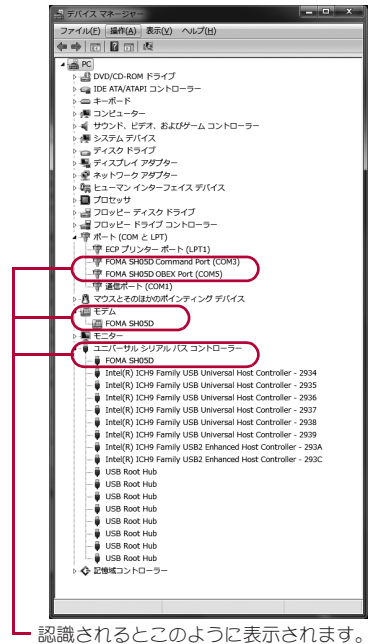 デバイス マネージャー
ファイル(F) 操作(A) 表示(V) ヘルプ(H)
PC
DVD/CD-ROM ドライブ
IDE ATA/ATAPI コントローラー
キーボード
コンピューター
サウンド、ビデオ、およびゲーム コントローラー
システム デバイス
ディスク ドライブ
ディスプレイ アダプター
ネットワーク アダプター
ヒューマン インターフェイス デバイス
プロセッサ
フロッピー ディスク ドライブ
フロッピー ドライブ コントローラー
ポート (COM と LPT)
ECP プリンター ポート (LPT1)
FOMA SH05D Command Port (COM3)
FOMA SH05D OBEX Port (COM5)
通信ポート (COM1)
マウスとそのほかのポインティング デバイス
モデム
FOMA SH05D
モニター
ユニバーサル シリアル バス コントローラー
FOMA SH05D
Intel(R) ICH9 Family USB Universal Host Controller - 2934
Intel(R) ICH9 Family USB Universal Host Controller - 2935
Intel(R) ICH9 Family USB Universal Host Controller - 2936
Intel(R) ICH9 Family USB Universal Host Controller - 2937
Intel(R) ICH9 Family USB Universal Host Controller - 2938
Intel(R) ICH9 Family USB Universal Host Controller - 2939
Intel(R) ICH9 Family USB2 Enhanced Host Controller - 293A
Intel(R) ICH9 Family USB2 Enhanced Host Controller - 293C
USB Root Hub
USB Root Hub
USB Root Hub
USB Root Hub
USB Root Hub
USB Root Hub
USB Root Hub
USB Root Hub
記憶域コントローラー
認識されるとこのように表示されます。